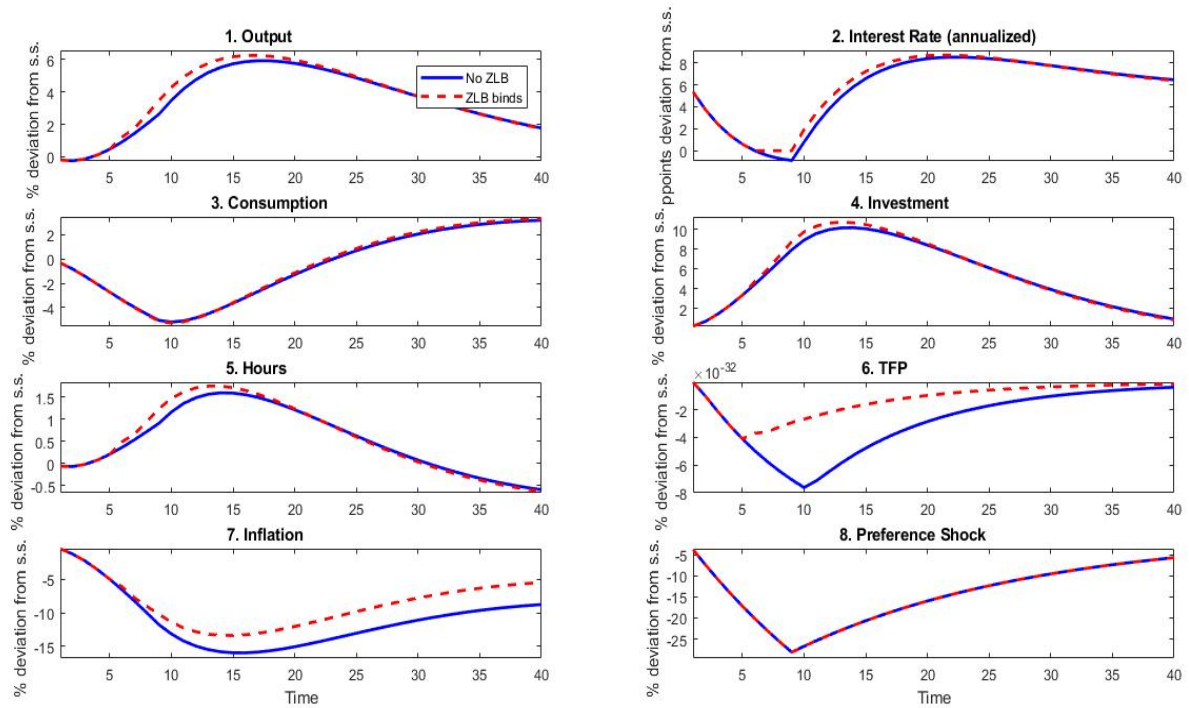 1. Output
% deviation from s.s.
6
4
2
0
5 10 15 20 25 30 35 40
No ZLB
ZLB binds
2. Interest Rate (annualized)
ppoints deviation from s.s.
8
6
4
2
0
5 10 15 20 25 30 35 40
3. Consumption
% deviation from s.s.
2
0
-2
-4
5 10 15 20 25 30 35 40
4. Investment
% deviation from s.s.
10
8
6
4
2
5 10 15 20 25 30 35 40
5. Hours
% deviation from s.s.
1.5
1
0.5
0
-0.5
5 10 15 20 25 30 35 40
6. TFP
×10⁻³²
% deviation from s.s.
-2
-4
-6
-8
5 10 15 20 25 30 35 40
7. Inflation
% deviation from s.s.
-5
-10
-15
5 10 15 20 25 30 35 40
Time
8. Preference Shock
% deviation from s.s.
-5
-10
-15
-20
-25
5 10 15 20 25 30 35 40
Time